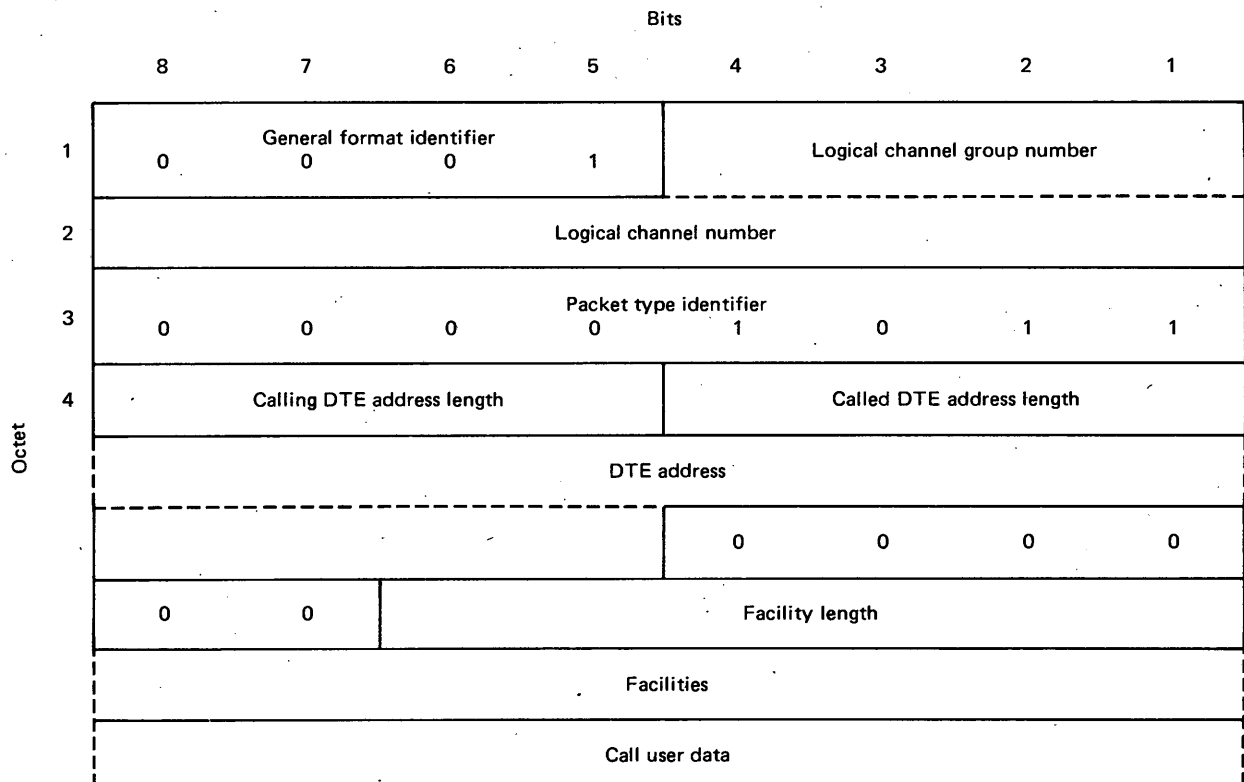 Bits
8 7 6 5 4 3 2 1
General format identifier
1 0 0 0 1 Logical channel group number
2 Logical channel number
Packet type identifier
3 0 0 0 0 1 0 1 1
4 Calling DTE address length Called DTE address length
Octet
DTE address
0 0 0 0
0 0 Facility length
Facilities
Call user data